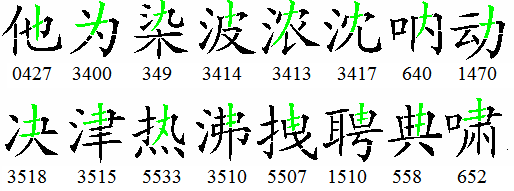 他 为 染 波 浓 沈 呐 动
0427 3400 349 3414 3413 3417 640 1470
决 津 热 沸 拽 聘 典 啸
3518 3515 5533 3510 5507 1510 558 652